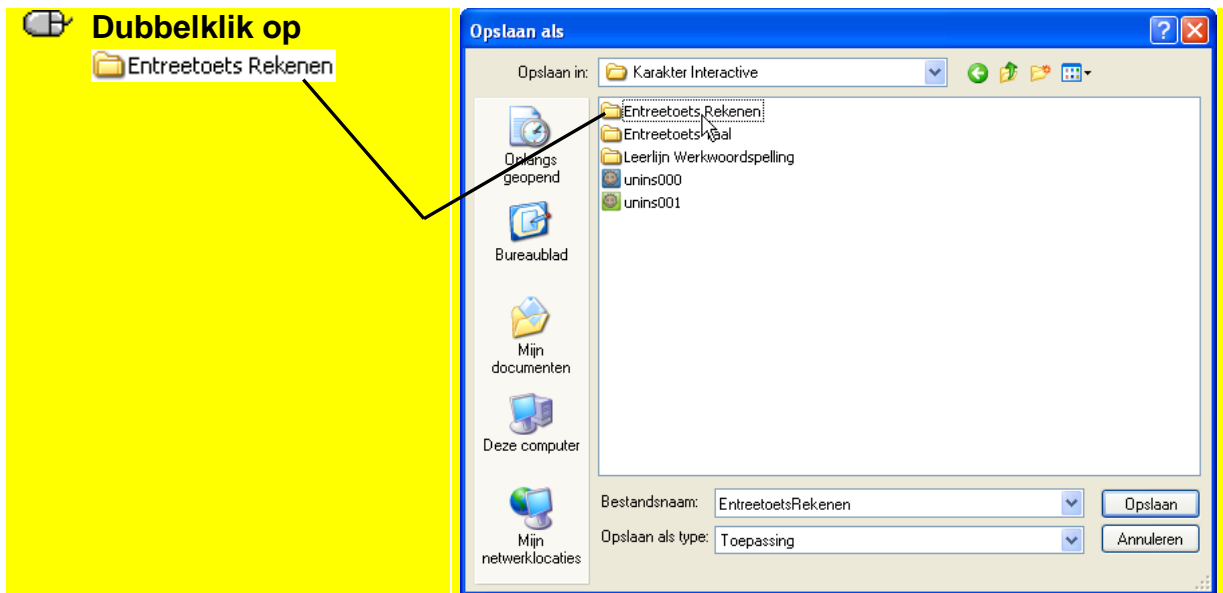 Dubbelklik op
Entreetoets Rekenen
Opslaan als
Opslaan in: Karakter Interactive
Onlangs
geopend
Bureaublad
Mijn
documenten
Deze computer
Mijn
netwerklocaties
Entreetoets Rekenen
Entreetoets Taal
Leerlijn Werkwoordspelling
unins000
unins001
Bestandsnaam: EntreetoetsRekenen Opslaan
Opslaan als type: Toepassing Annuleren